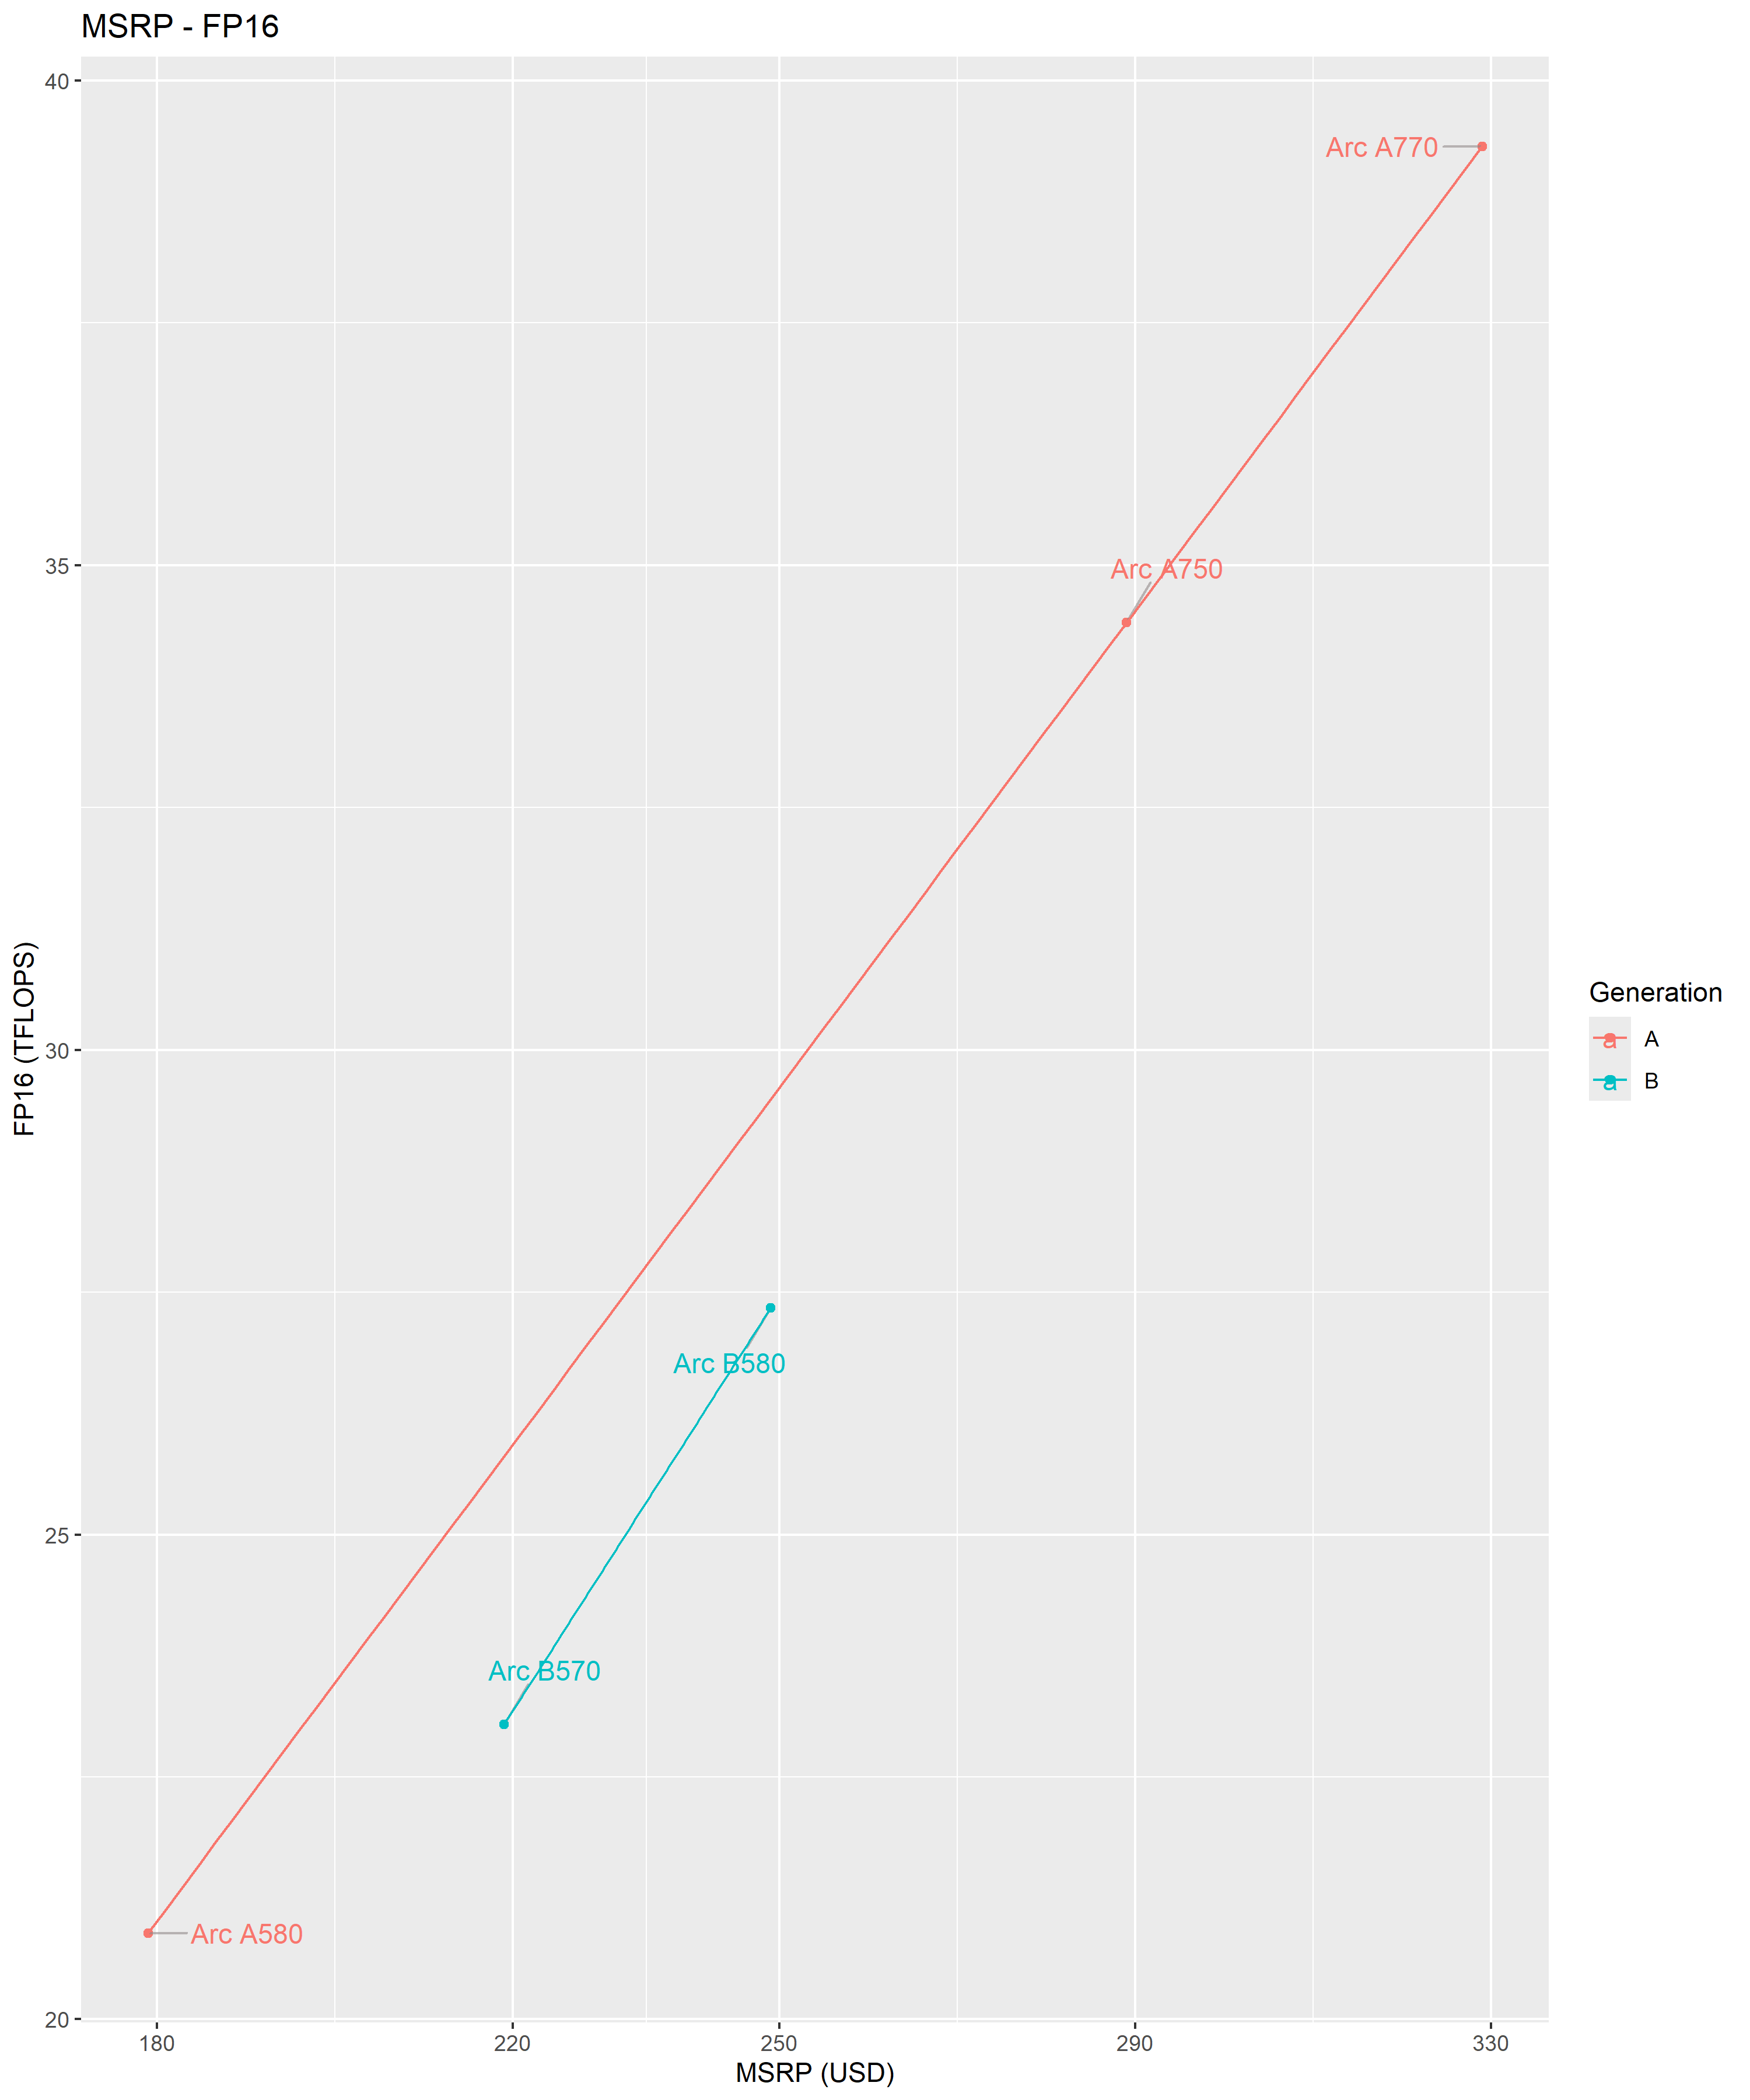 MSRP - FP16
40
Arc A770
35
Arc A750
FP16 (TFLOPS)
30
Generation
a A
a B
Arc B580
25
Arc B570
Arc A580
20
180 220 250 290 330
MSRP (USD)